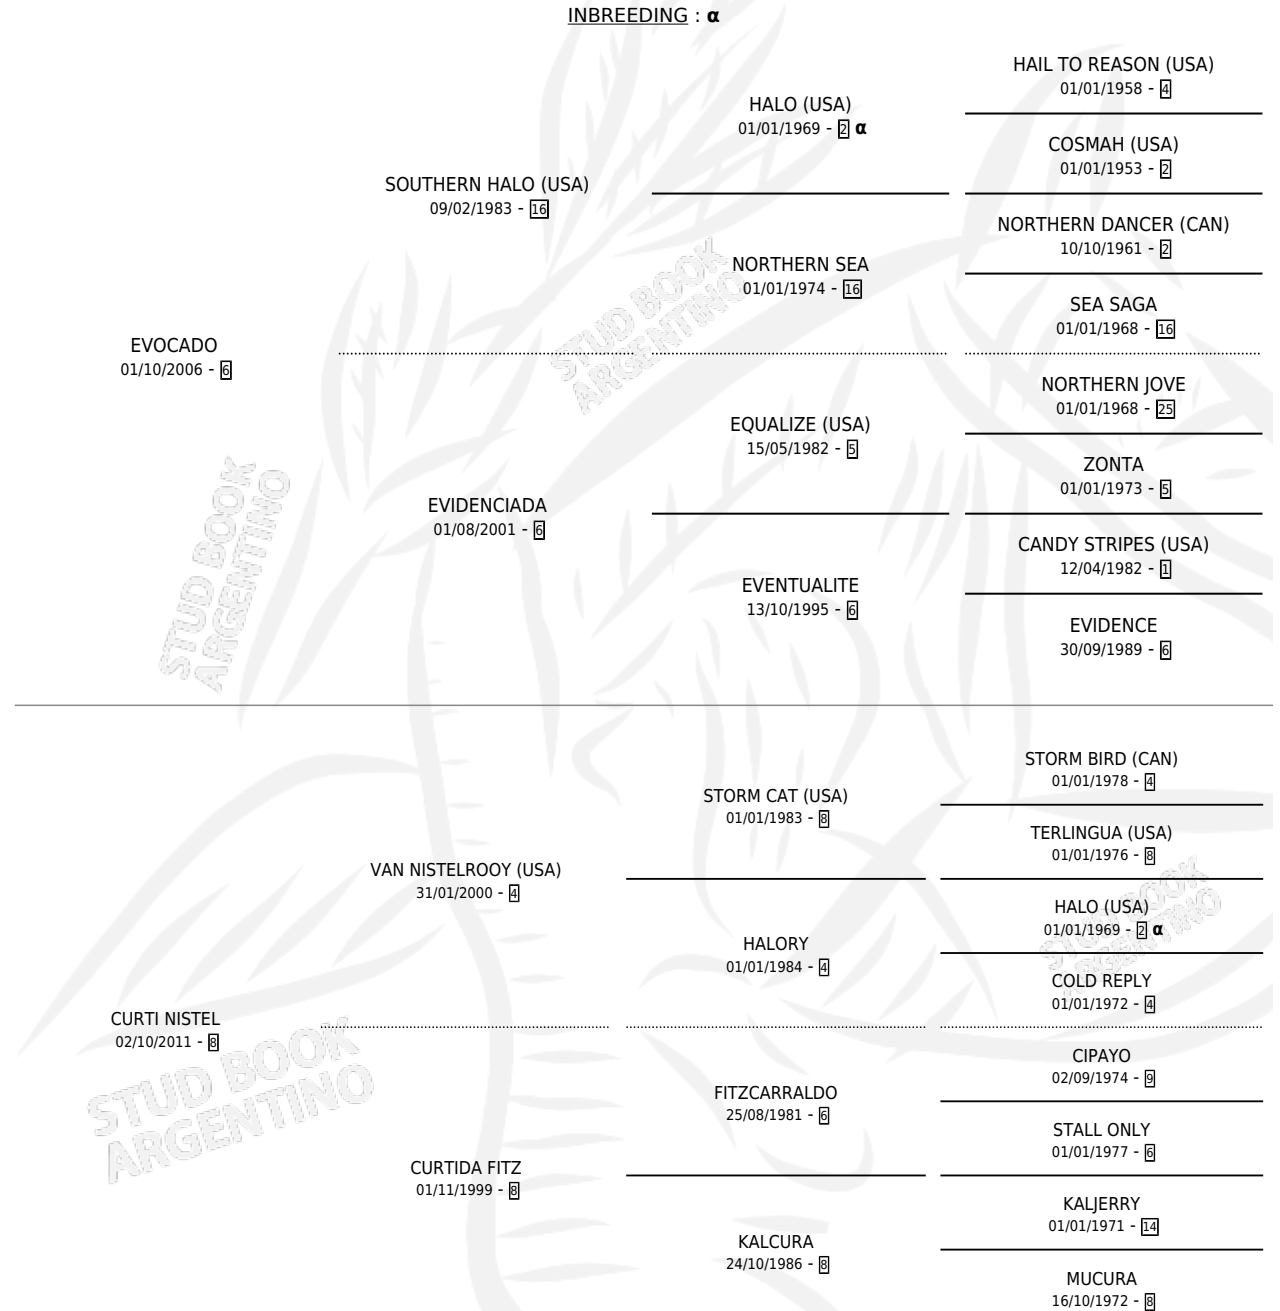 INBREEDING : α
HAIL TO REASON (USA)
01/01/1958 - 4
HALO (USA)
01/01/1969 - 2 α
COSMAH (USA)
01/01/1953 - 2
SOUTHERN HALO (USA)
09/02/1983 - 16
NORTHERN DANCER (CAN)
10/10/1961 - 2
NORTHERN SEA
01/01/1974 - 16
SEA SAGA
01/01/1968 - 16
EVOCADO
01/10/2006 - 6
NORTHERN JOVE
01/01/1968 - 25
EQUALIZE (USA)
15/05/1982 - 5
ZONTA
01/01/1973 - 5
EVIDENCIADA
01/08/2001 - 6
CANDY STRIPES (USA)
12/04/1982 - 1
EVENTUALITE
13/10/1995 - 6
EVIDENCE
30/09/1989 - 6
STUD BOOK
ARGENTINO
STUD BOOK
ARGENTINO
STORM BIRD (CAN)
01/01/1978 - 4
STORM CAT (USA)
01/01/1983 - 8
TERLINGUA (USA)
01/01/1976 - 8
VAN NISTELROOY (USA)
31/01/2000 - 4
HALO (USA)
01/01/1969 - 2 α
HALORY
01/01/1984 - 4
COLD REPLY
01/01/1972 - 4
CURTI NISTEL
02/10/2011 - 8
CIPAYO
02/09/1974 - 9
FITZCARRALDO
25/08/1981 - 6
STALL ONLY
01/01/1977 - 6
CURTIDA FITZ
01/11/1999 - 8
KALJERRY
01/01/1971 - 14
KALCURA
24/10/1986 - 8
MUCURA
16/10/1972 - 8
STUD BOOK
ARGENTINO
STUD BOOK
ARGENTINO